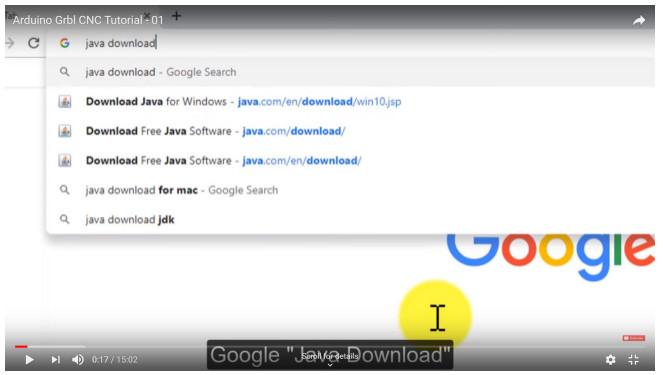 Arduino Grbl CNC Tutorial - 01
java download
java download - Google Search
Download Java for Windows - java.com/en/download/win10.jsp
Download Free Java Software - java.com/download/
Download Free Java Software - java.com/en/download/
java download for mac - Google Search
java download jdk
Google
0:17 / 15:02
Google "Java Download"
Scroll for details